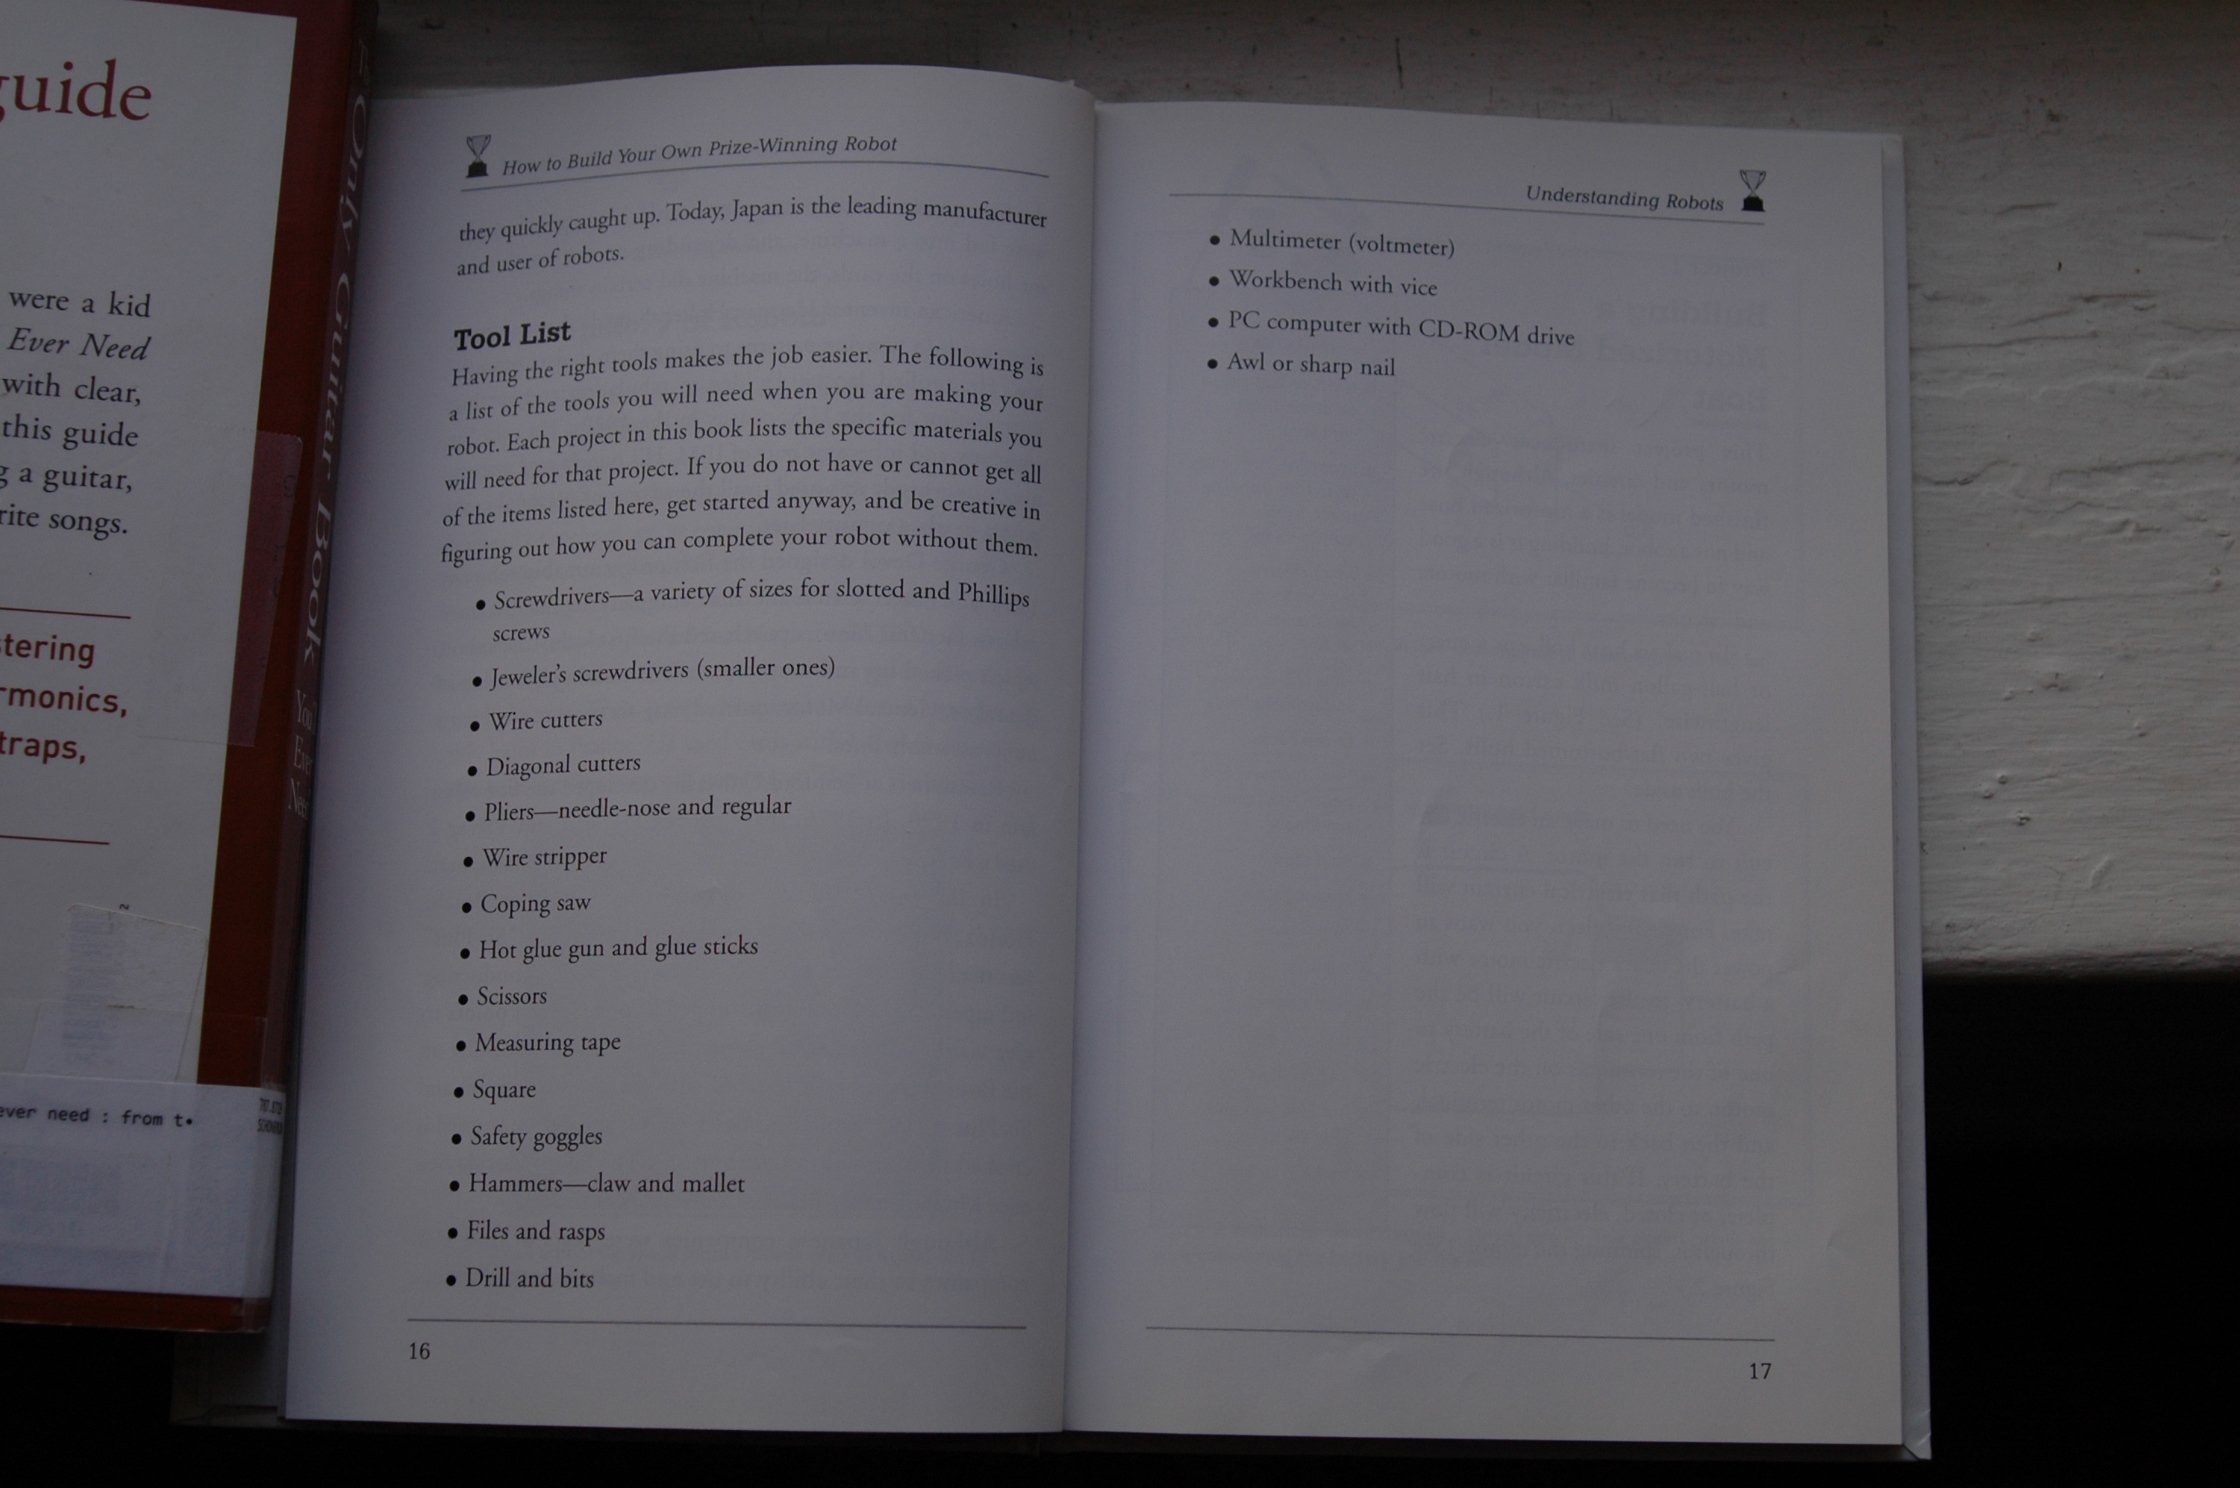 guide
were a kid
Ever Need
with clear,
this guide
g a guitar,
rite songs.
stering
rmonics,
traps,
ever need : from t•
Only Guitar Book
How to Build Your Own Prize-Winning Robot
they quickly caught up. Today, Japan is the leading manufacturer
and user of robots.
Tool List
Having the right tools makes the job easier. The following is
a list of the tools you will need when you are making your
robot. Each project in this book lists the specific materials you
will need for that project. If you do not have or cannot get all
of the items listed here, get started anyway, and be creative in
figuring out how you can complete your robot without them.
• Screwdrivers—a variety of sizes for slotted and Phillips
screws
• Jeweler's screwdrivers (smaller ones)
• Wire cutters
• Diagonal cutters
• Pliers—needle-nose and regular
• Wire stripper
• Coping saw
• Hot glue gun and glue sticks
• Scissors
• Measuring tape
• Square
• Safety goggles
• Hammers—claw and mallet
• Files and rasps
• Drill and bits
16
Understanding Robots
• Multimeter (voltmeter)
• Workbench with vice
• PC computer with CD-ROM drive
• Awl or sharp nail
17